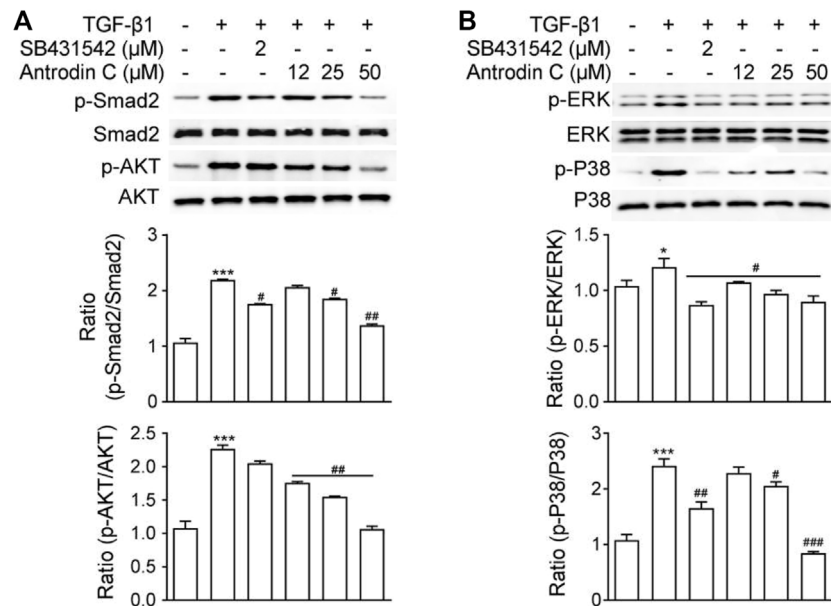 A
TGF-β1 - + + + + +
SB431542 (μM) - - 2 - - -
Antrodin C (μM) - - - 12 25 50
p-Smad2
Smad2
p-AKT
AKT
Ratio
(p-Smad2/Smad2)
3
2
1
0
***
#
#
##
Ratio (p-AKT/AKT)
2.5
2.0
1.5
1.0
0.0
***
##
B
TGF-β1 - + + + + +
SB431542 (μM) - - 2 - - -
Antrodin C (μM) - - - 12 25 50
p-ERK
ERK
p-P38
P38
Ratio (p-ERK/ERK)
1.5
1.0
0.5
0.0
*
#
Ratio (p-P38/P38)
3
2
1
0
***
##
#
###